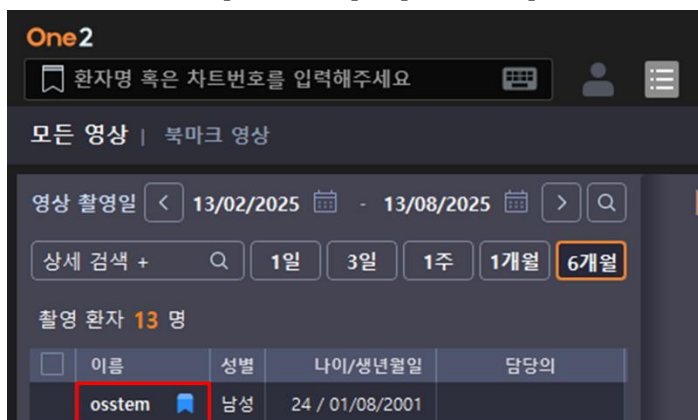 One2
환자명 혹은 차트번호를 입력해주세요
모든 영상 | 북마크 영상
영상 촬영일 < 13/02/2025 - 13/08/2025 >
상세 검색 + 1일 3일 1주 1개월 6개월
촬영 환자 13 명
이름 성별 나이/생년월일 담당의
osstem 남성 24 / 01/08/2001